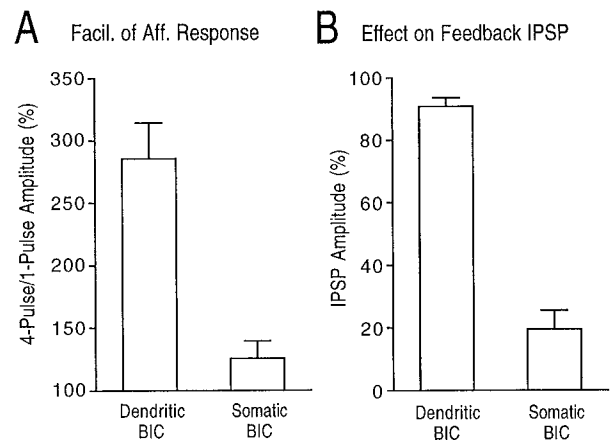 A Facil. of Aff. Response
4-Pulse/1-Pulse Amplitude (%)
350
300
250
200
150
100
Dendritic BIC
Somatic BIC
B Effect on Feedback IPSP
IPSP Amplitude (%)
100
80
60
40
20
0
Dendritic BIC
Somatic BIC